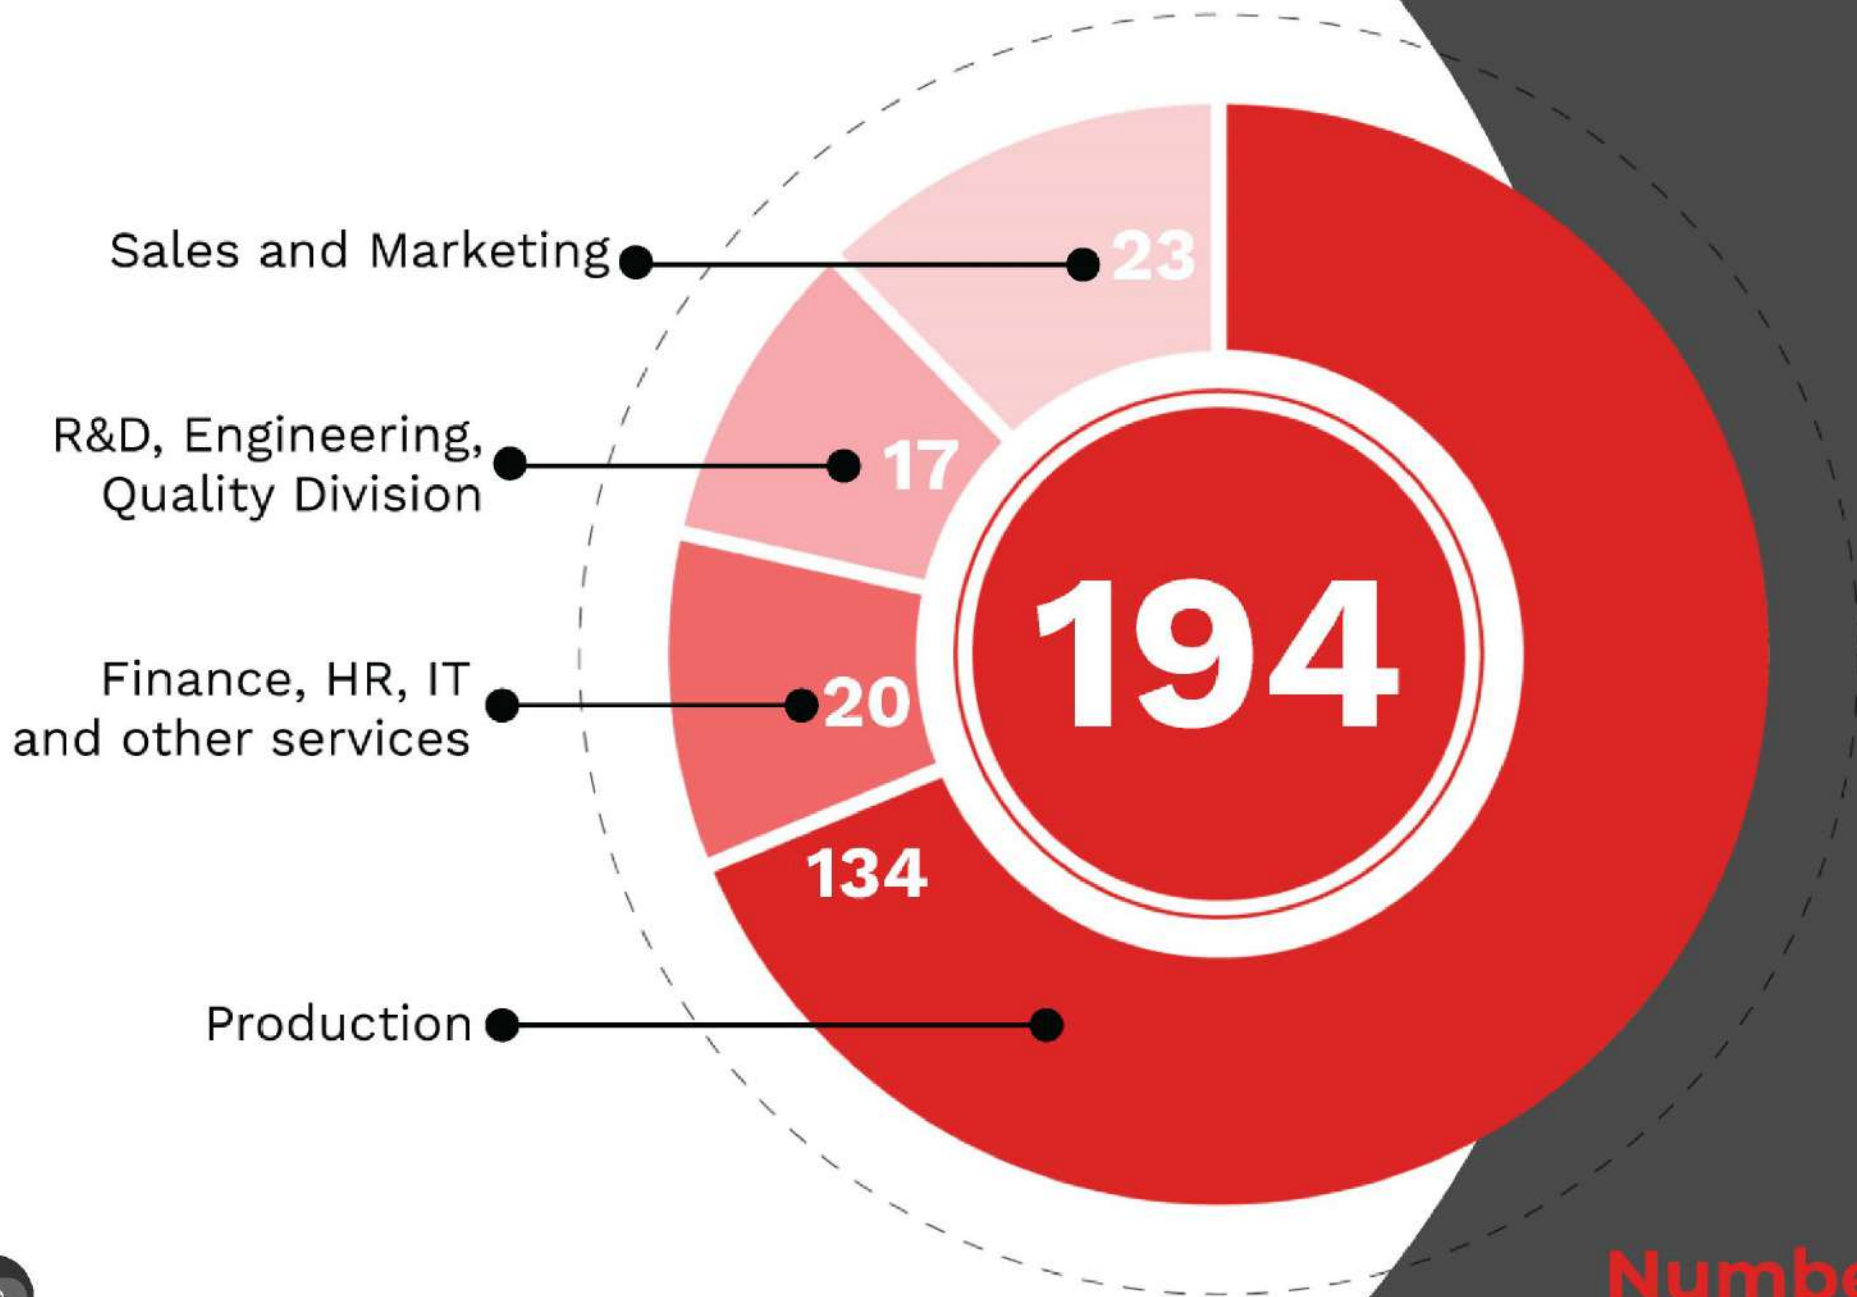 Sales and Marketing
23
R&D, Engineering,
Quality Division
17
194
Finance, HR, IT
and other services
20
134
Production